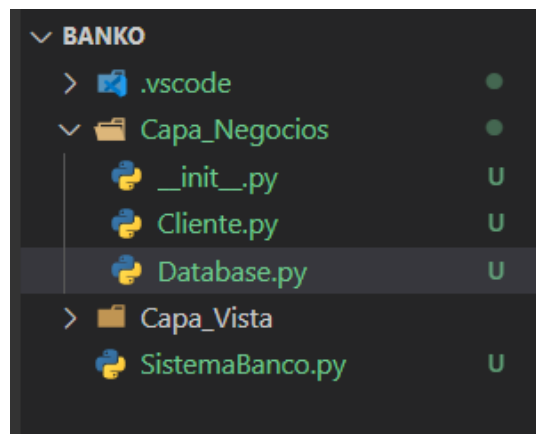 BANKO
.vscode
Capa_Negocios
__init__.py U
Cliente.py U
Database.py U
Capa_Vista
SistemaBanco.py U